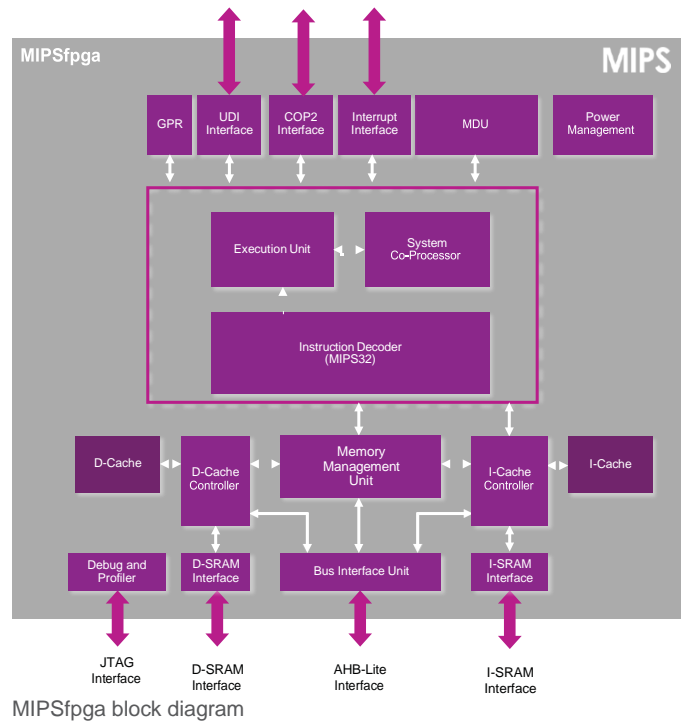 MIPSfpga
MIPS
GPR
UDI
Interface
COP2
Interface
Interrupt
Interface
MDU
Power
Management
Execution Unit
System
Co-Processor
Instruction Decoder
(MIPS32)
D-Cache
D-Cache
Controller
Memory
Management
Unit
I-Cache
Controller
I-Cache
Debug and
Profiler
D-SRAM
Interface
Bus Interface Unit
I-SRAM
Interface
JTAG
Interface
D-SRAM
Interface
AHB-Lite
Interface
I-SRAM
Interface
MIPSfpga block diagram